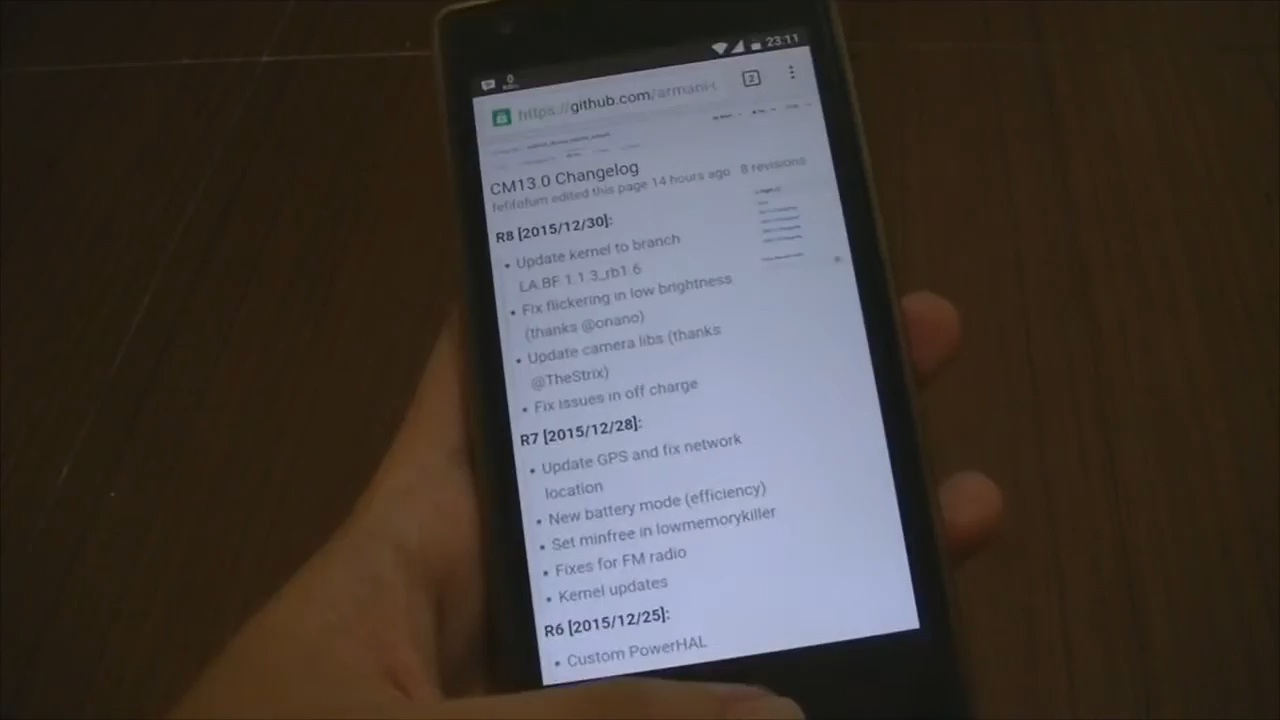 23:11
https://github.com/armani-
2
CM13.0 Changelog
fefifofum edited this page 14 hours ago 8 revisions
R8 [2015/12/30]:
• Update kernel to branch
LA.BF.1.1.3_rb1.6
• Fix flickering in low brightness
(thanks @onano)
• Update camera libs (thanks
@TheStrix)
• Fix issues in off charge
R7 [2015/12/28]:
• Update GPS and fix network
location
• New battery mode (efficiency)
• Set minfree in lowmemorykiller
• Fixes for FM radio
• Kernel updates
R6 [2015/12/25]:
• Custom PowerHAL